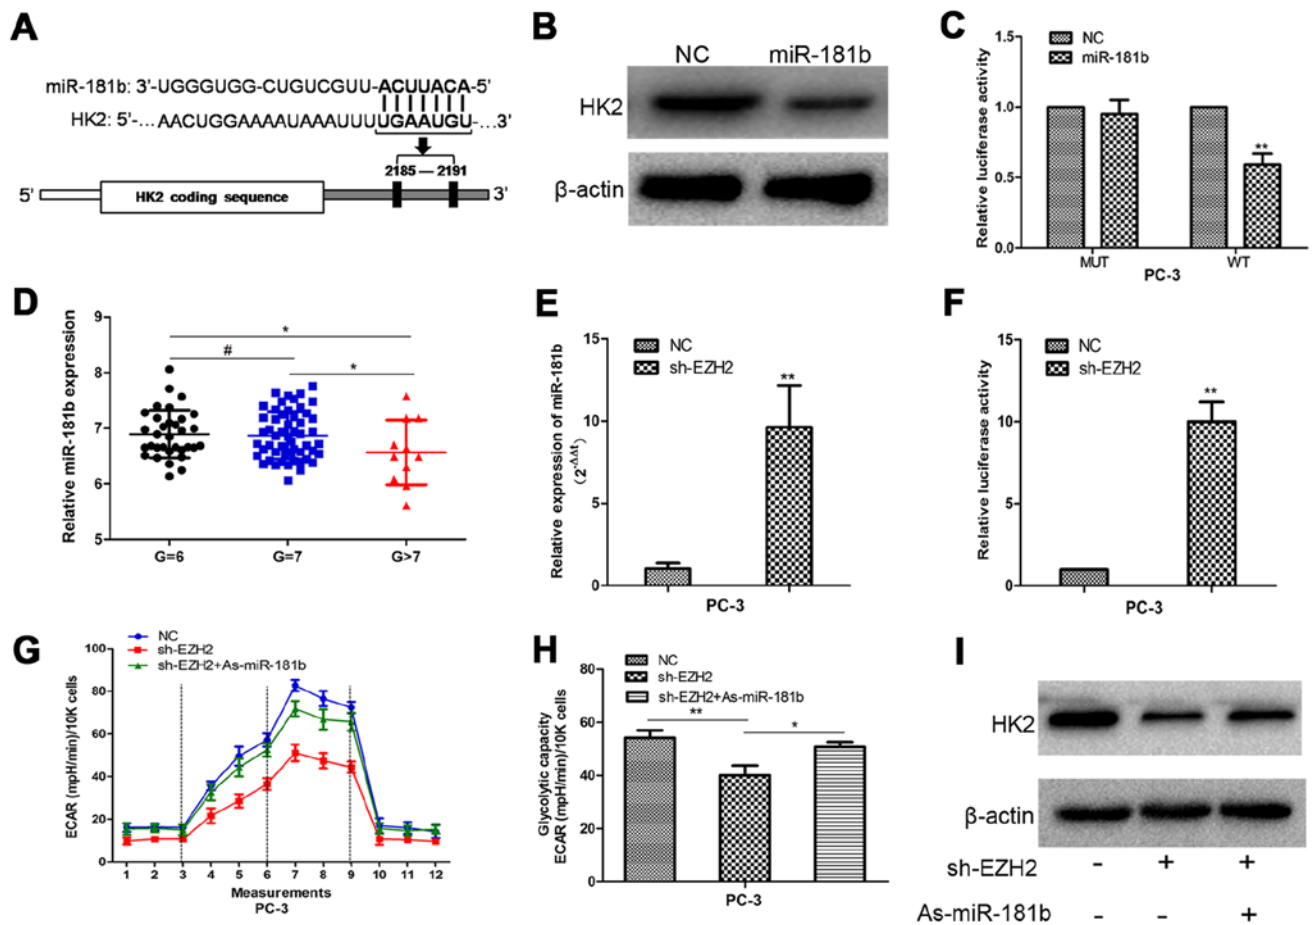 A
miR-181b: 3'-UGGGUGG-CUGUCGUU-ACUUACA-5'
HK2: 5'-...AACUGGAAAAUAAAUUUUUGAAUGU-...3'
2185 — 2191
5' HK2 coding sequence 3'
B
NC miR-181b
HK2
β-actin
C
NC
miR-181b
Relative luciferase activity
1.5
1.0
0.5
0.0
**
MUT WT
PC-3
D
Relative miR-181b expression
9
8
7
6
5
*
#
*
G=6 G=7 G>7
E
Relative expression of miR-181b
(2^-ΔΔt)
15
10
5
0
NC
sh-EZH2
**
PC-3
F
Relative luciferase activity
15
10
5
0
NC
sh-EZH2
**
PC-3
G
NC
sh-EZH2
sh-EZH2+As-miR-181b
ECAR (mpH/min)/10K cells
100
80
60
40
20
0
1 2 3 4 5 6 7 8 9 10 11 12
Measurements
PC-3
H
NC
sh-EZH2
sh-EZH2+As-miR-181b
Glycolytic capacity
ECAR (mpH/min)/10K cells
80
60
40
20
0
** *
PC-3
I
HK2
β-actin
sh-EZH2 - + +
As-miR-181b - - +